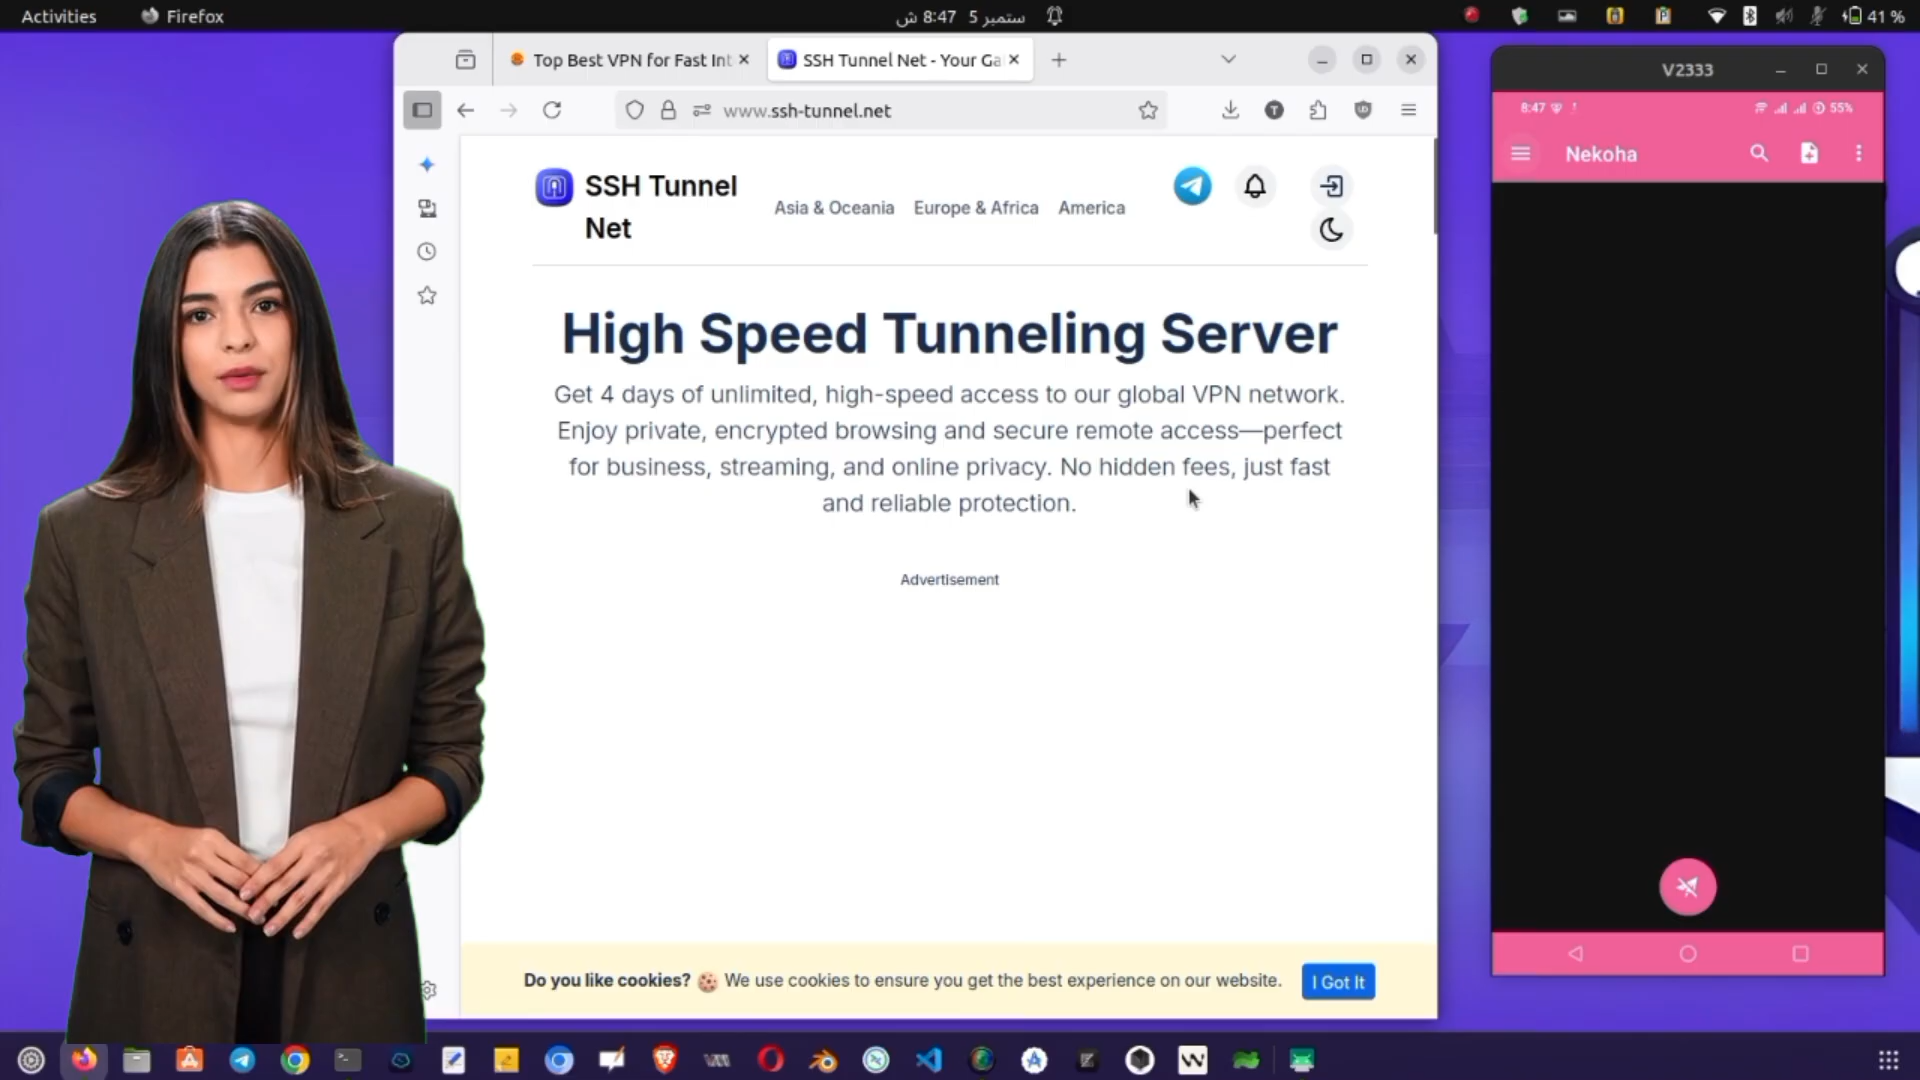 Activities
Firefox
ستمبر 5 8:47 ش
41 %
Top Best VPN for Fast Int
SSH Tunnel Net - Your Ga
www.ssh-tunnel.net
SSH Tunnel
Net
Asia & Oceania
Europe & Africa
America
High Speed Tunneling Server
Get 4 days of unlimited, high-speed access to our global VPN network.
Enjoy private, encrypted browsing and secure remote access—perfect
for business, streaming, and online privacy. No hidden fees, just fast
and reliable protection.
Advertisement
Do you like cookies? 🍪 We use cookies to ensure you get the best experience on our website.
I Got It
V2333
8:47
55%
Nekoha